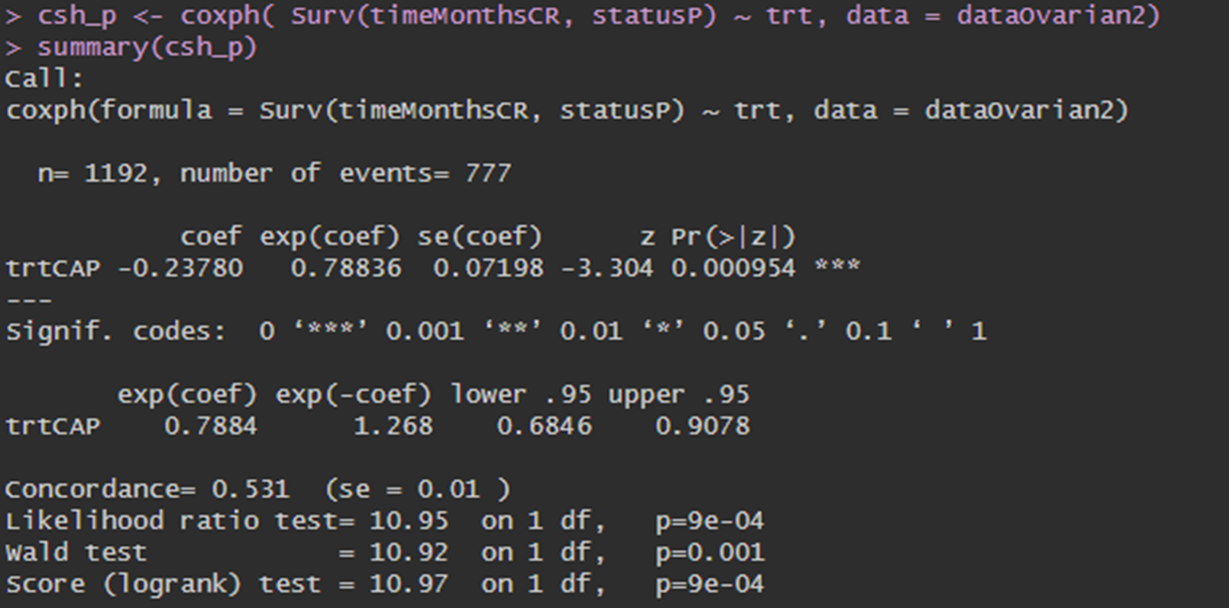 > csh_p <- coxph( Surv(timeMonthsCR, statusP) ~ trt, data = dataOvarian2)
> summary(csh_p)
Call:
coxph(formula = Surv(timeMonthsCR, statusP) ~ trt, data = dataOvarian2)
n= 1192, number of events= 777
coef exp(coef) se(coef) z Pr(>|z|)
trtCAP -0.23780 0.78836 0.07198 -3.304 0.000954 ***
---
Signif. codes: 0 ‘***’ 0.001 ‘**’ 0.01 ‘*’ 0.05 ‘.’ 0.1 ‘ ’ 1
exp(coef) exp(-coef) lower .95 upper .95
trtCAP 0.7884 1.268 0.6846 0.9078
Concordance= 0.531 (se = 0.01 )
Likelihood ratio test= 10.95 on 1 df, p=9e-04
Wald test = 10.92 on 1 df, p=0.001
Score (logrank) test = 10.97 on 1 df, p=9e-04